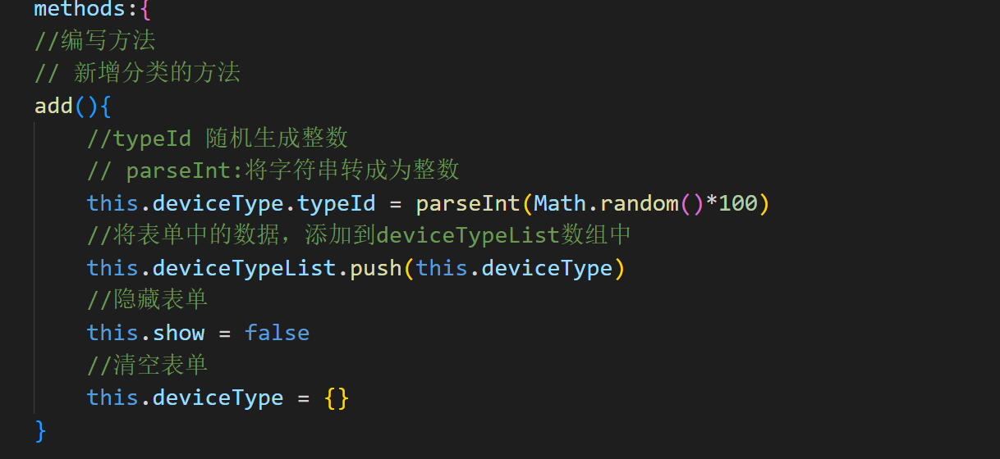 methods:{
//编写方法
// 新增分类的方法
add(){
//typeId 随机生成整数
// parseInt:将字符串转成为整数
this.deviceType.typeId = parseInt(Math.random()*100)
//将表单中的数据，添加到deviceTypeList数组中
this.deviceTypeList.push(this.deviceType)
//隐藏表单
this.show = false
//清空表单
this.deviceType = {}
}